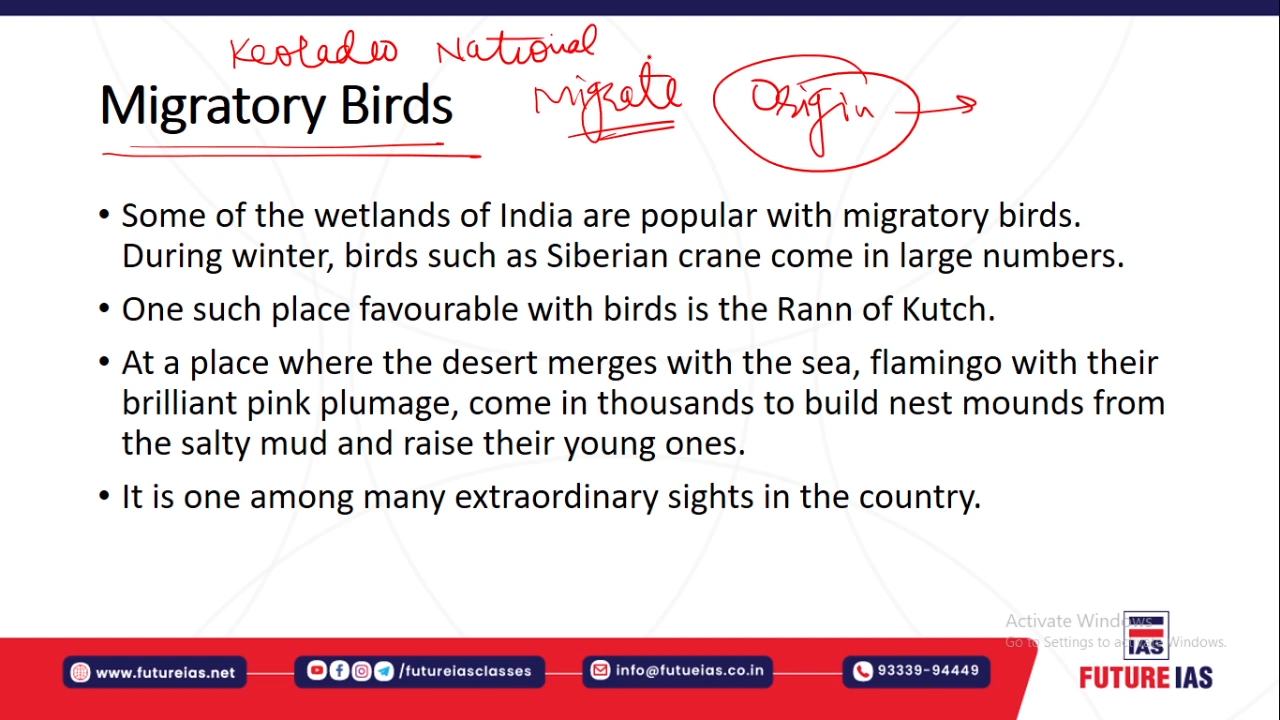 Keoladeo National
Migrate Origin
Migratory Birds
• Some of the wetlands of India are popular with migratory birds.
During winter, birds such as Siberian crane come in large numbers.
• One such place favourable with birds is the Rann of Kutch.
• At a place where the desert merges with the sea, flamingo with their
brilliant pink plumage, come in thousands to build nest mounds from
the salty mud and raise their young ones.
• It is one among many extraordinary sights in the country.
Activate Windows
Go to Settings to activate Windows.
IAS
www.futureias.net
/futureiasclasses
info@futueias.co.in
93339-94449
FUTURE IAS